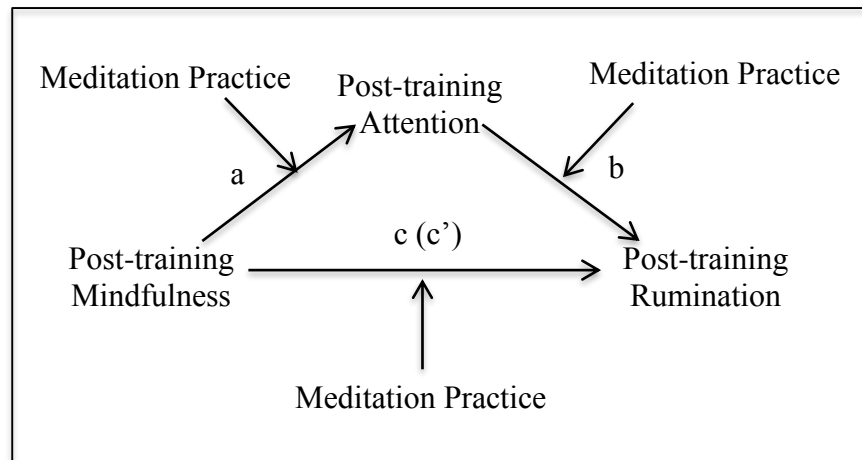 Meditation Practice
Post-training
Attention
Meditation Practice
a
b
c (c’)
Post-training
Mindfulness
Post-training
Rumination
Meditation Practice